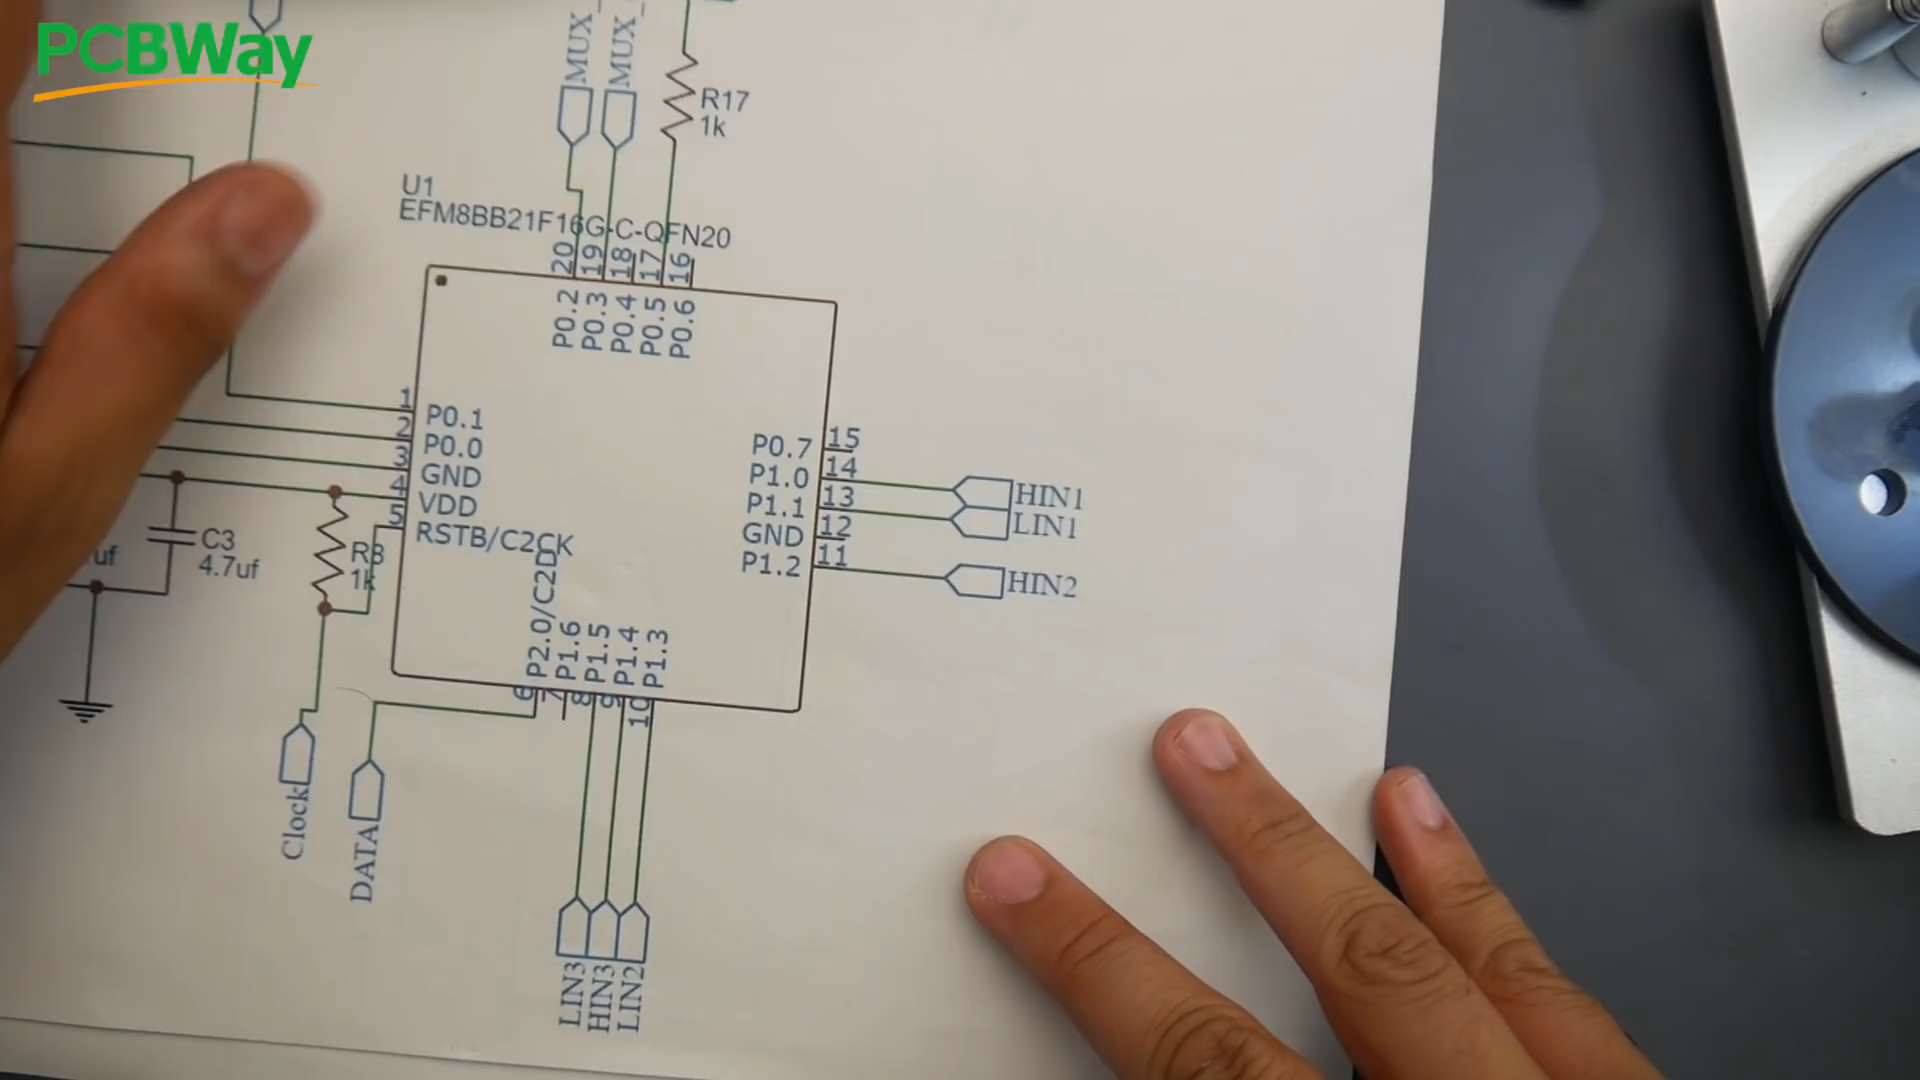 PCBWay
MUX_
MUX_
R17
1k
U1
EFM8BB21F16G-C-QFN20
20
19
18
17
16
P0.2
P0.3
P0.4
P0.5
P0.6
1
2
3
4
5
P0.1
P0.0
GND
VDD
RSTB/C2CK
P0.7
P1.0
P1.1
GND
P1.2
15
14
13
12
11
HIN1
LIN1
HIN2
uf
C3
4.7uf
R8
1k
P2.0/C2D
P1.6
P1.5
P1.4
P1.3
6
7
8
9
10
Clock
DATA
LIN3
HIN3
LIN2